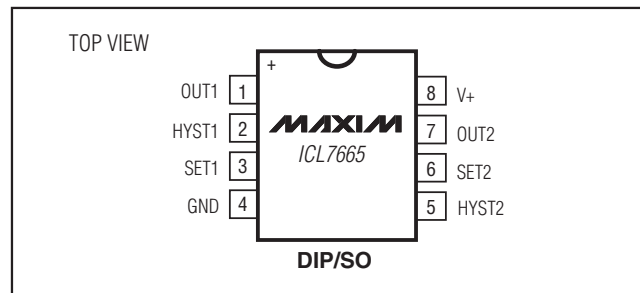 TOP VIEW
+
OUT1 1
HYST1 2
SET1 3
GND 4
MAXIM
ICL7665
8 V+
7 OUT2
6 SET2
5 HYST2
DIP/SO